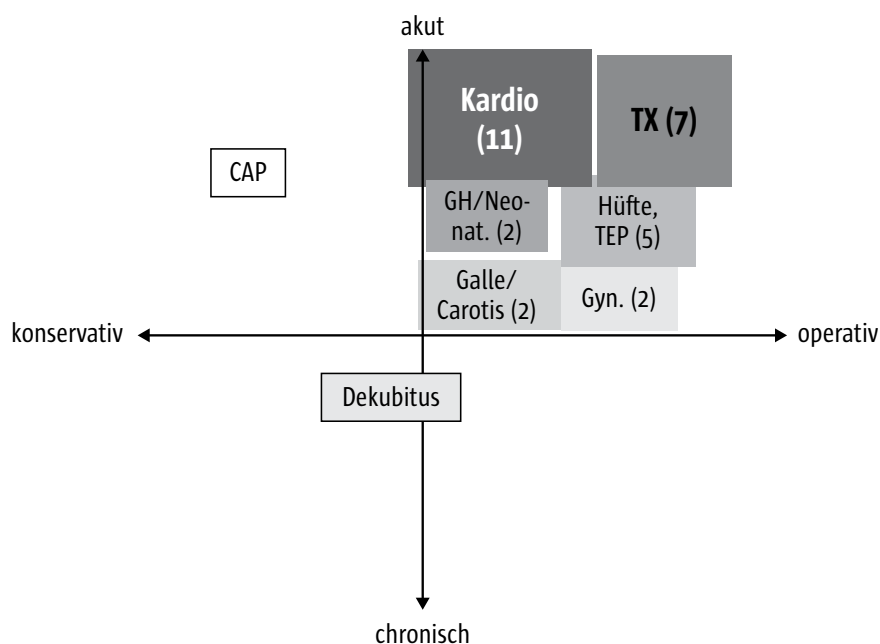 akut
Kardio
(11)
TX (7)
CAP
GH/Neo-
nat. (2)
Hüfte,
TEP (5)
Galle/
Carotis (2)
Gyn. (2)
konservativ
operativ
Dekubitus
chronisch